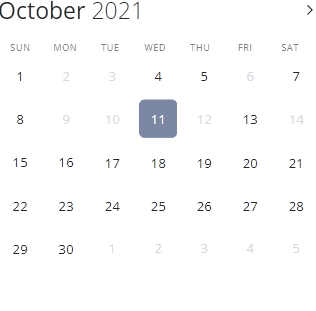 October 2021
SUN MON TUE WED THU FRI SAT
1 2 3 4 5 6 7
8 9 10 11 12 13 14
15 16 17 18 19 20 21
22 23 24 25 26 27 28
29 30 1 2 3 4 5